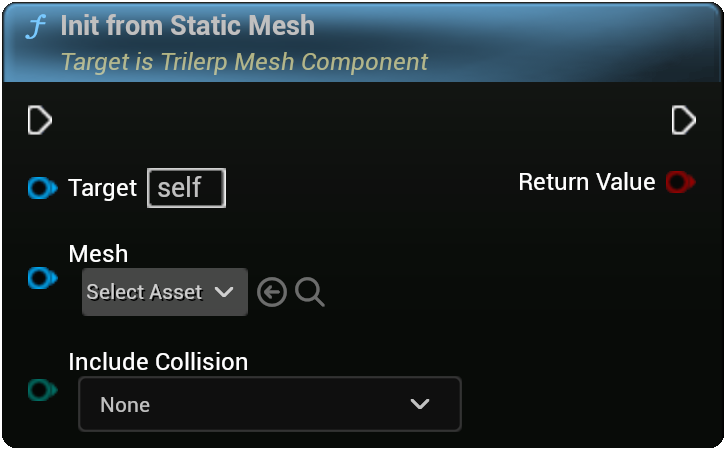 Init from Static Mesh
Target is Trilerp Mesh Component
Target self
Return Value
Mesh
Select Asset
Include Collision
None